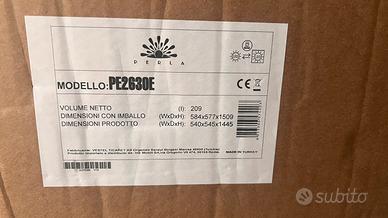 PERLA
MODELLO: PE2630E
VOLUME NETTO (l): 209
DIMENSIONI CON IMBALLO (WxDxH): 584x577x1509
DIMENSIONI PRODOTTO (WxDxH): 540x545x1445
MADE IN TURKEY
subito